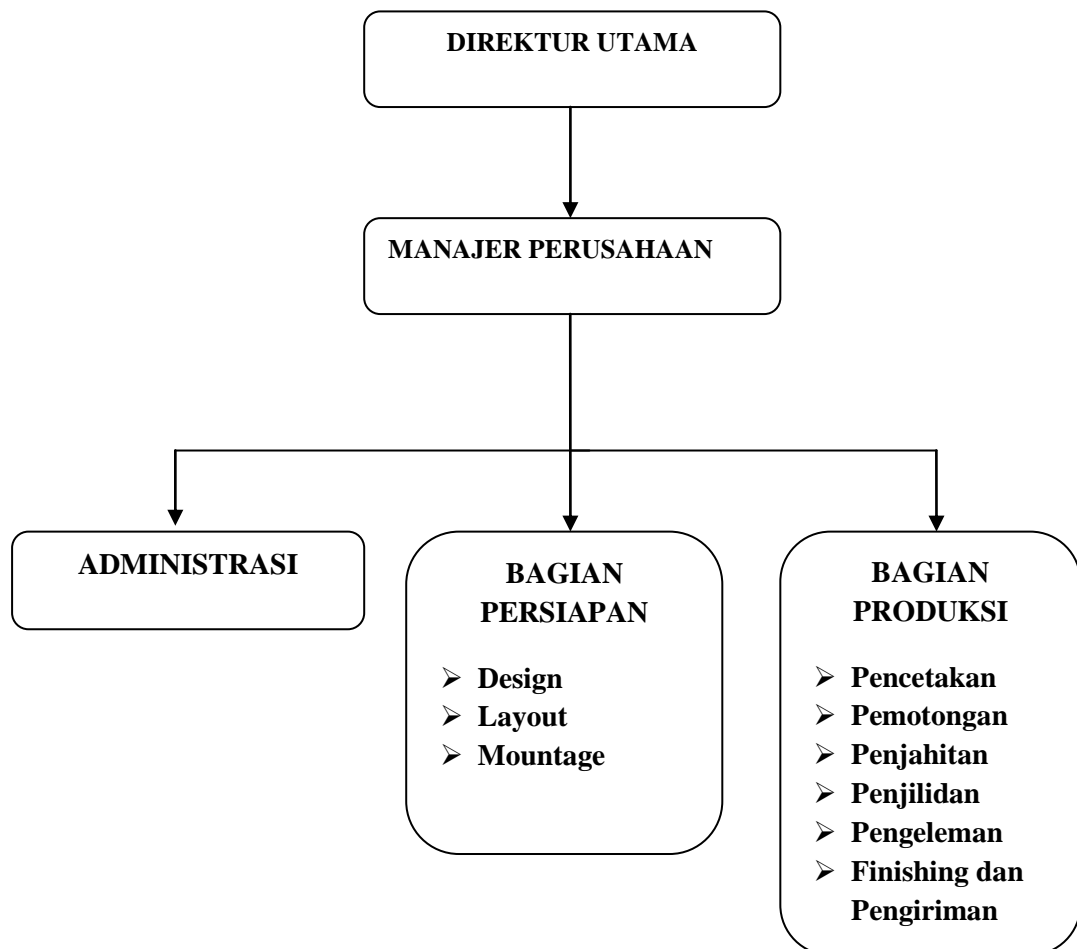 DIREKTUR UTAMA
MANAJER PERUSAHAAN
ADMINISTRASI
BAGIAN
PERSIAPAN
➢ Design
➢ Layout
➢ Mountage
BAGIAN
PRODUKSI
➢ Pencetakan
➢ Pemotongan
➢ Penjahitan
➢ Penjilidan
➢ Pengeleman
➢ Finishing dan
Pengiriman